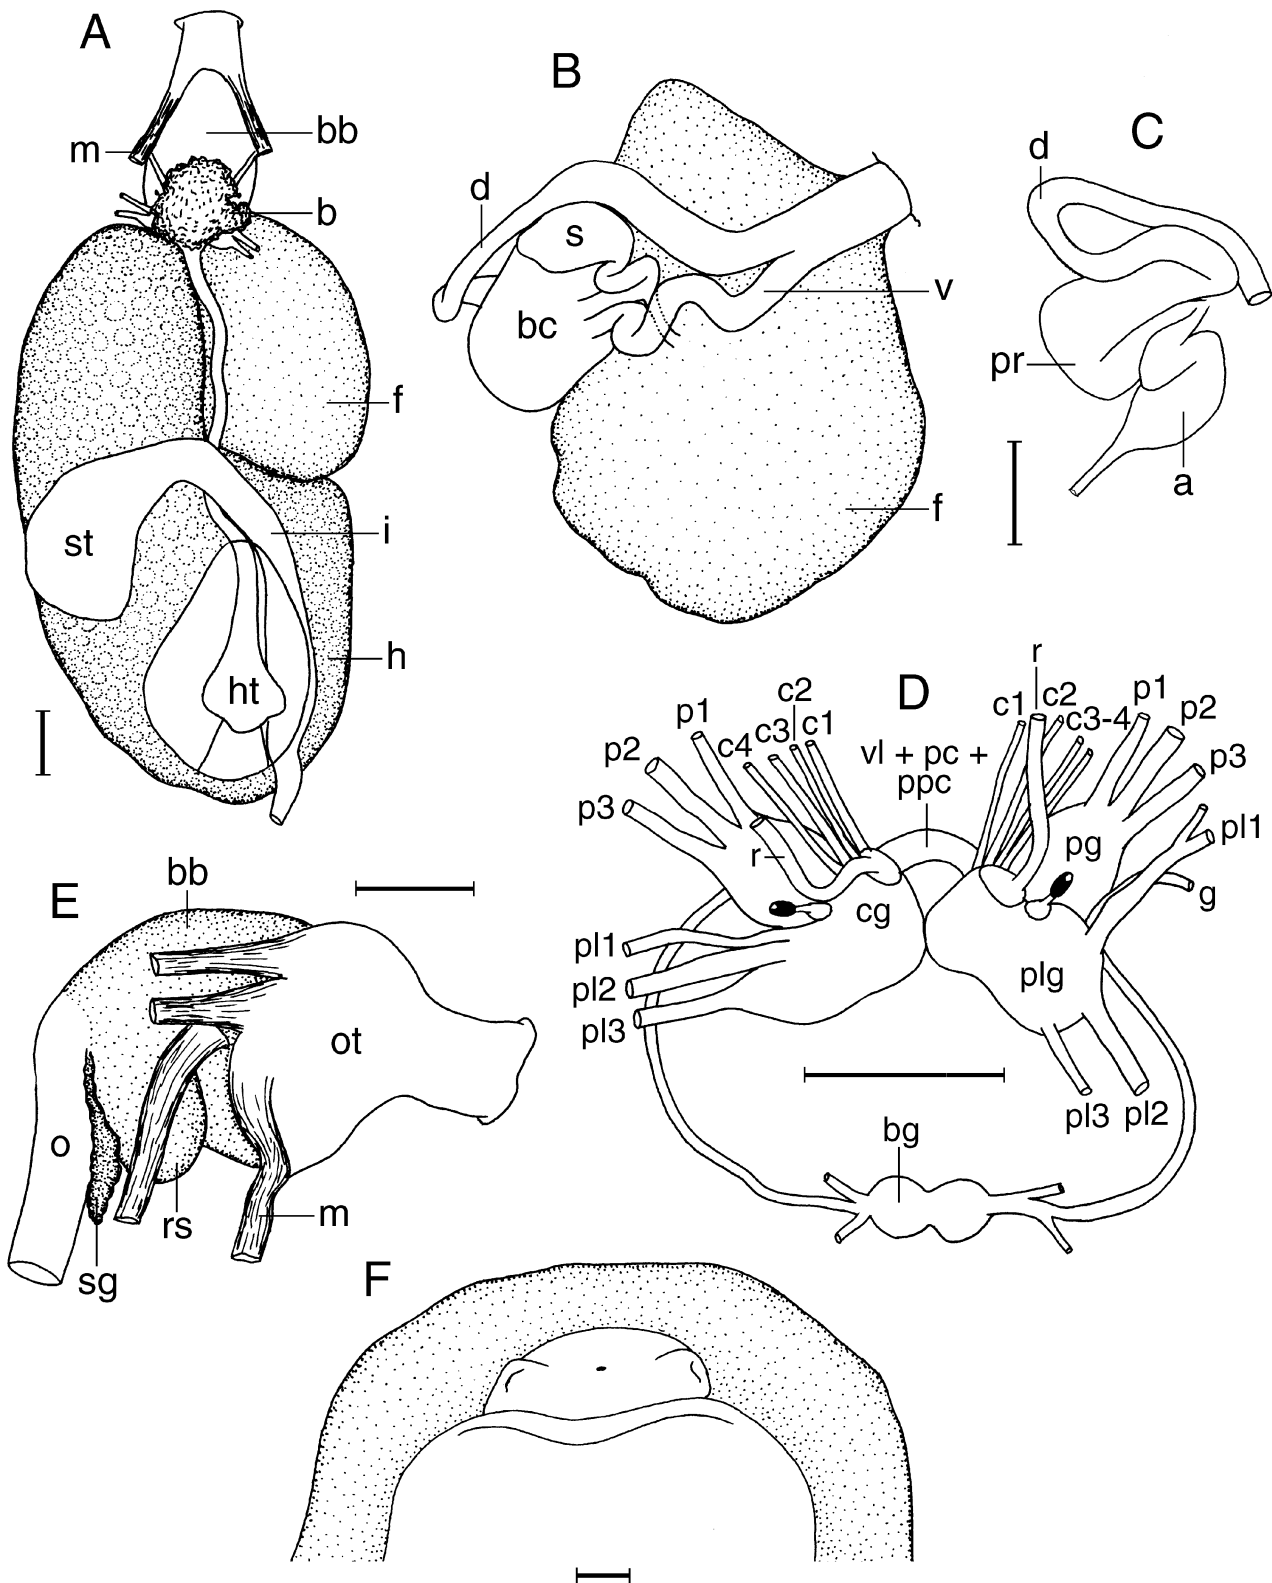 A
bb
m
b
f
st
i
h
ht
B
d
s
bc
v
f
C
d
pr
a
D
r
p1
p2
p3
c4
c3
c2
c1
vl + pc +
ppc
c1
c2
c3-4
p1
p2
p3
pl1
g
r
pg
cg
plg
pl1
pl2
pl3
pl3
pl2
bg
E
bb
ot
o
rs
m
sg
F